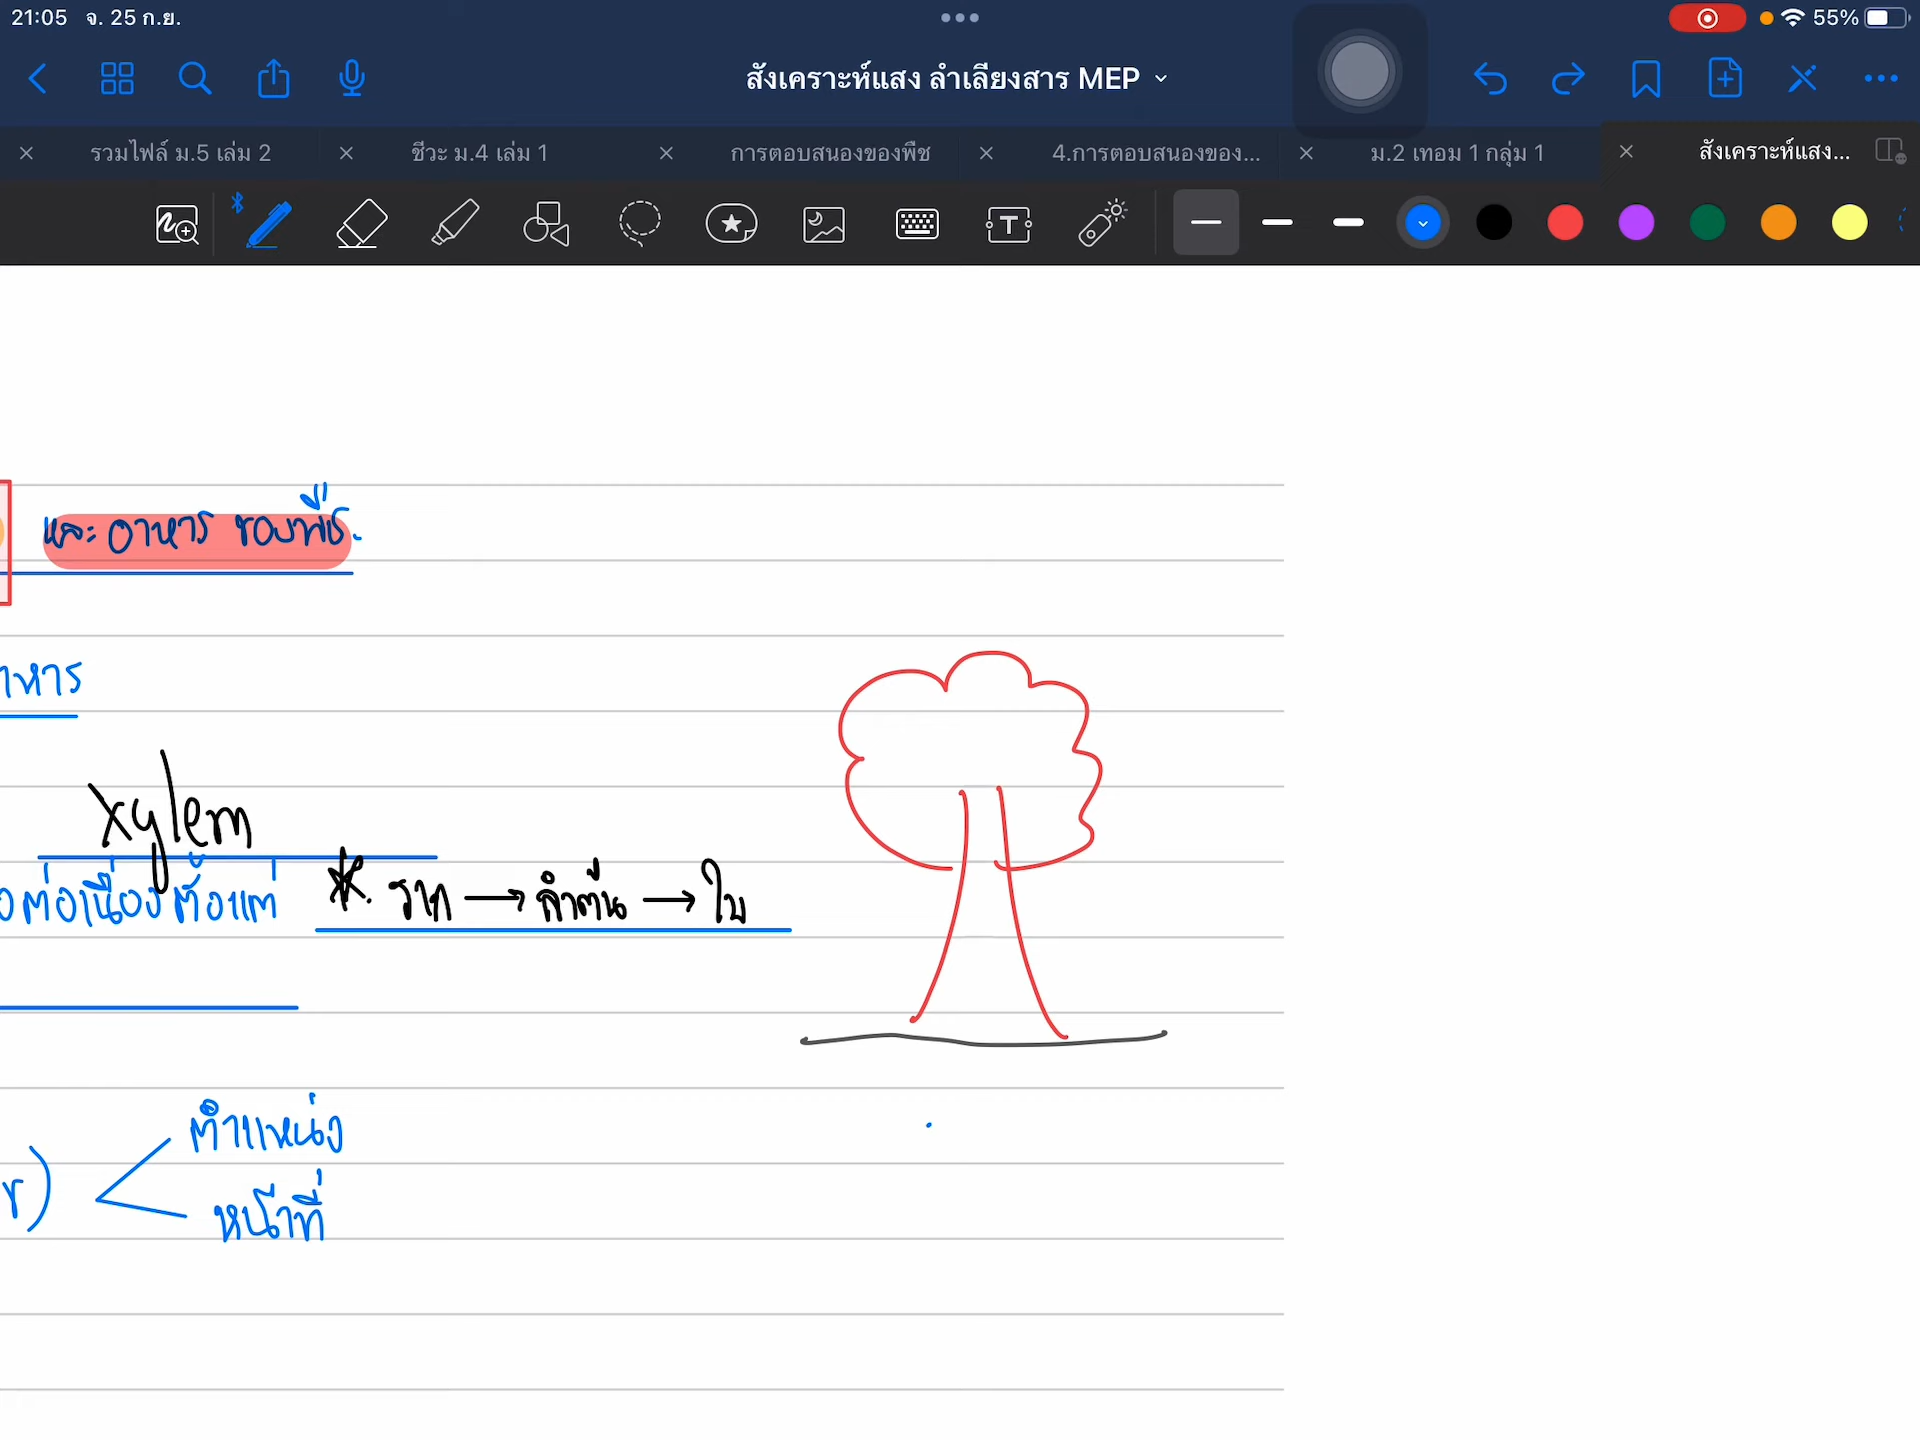 21:05 จ. 25 ก.ย.
55%
สังเคราะห์แสง ลำเลียงสาร MEP
รวมไฟล์ ม.5 เล่ม 2
ชีวะ ม.4 เล่ม 1
การตอบสนองของพืช
4.การตอบสนองของ...
ม.2 เทอม 1 กลุ่ม 1
สังเคราะห์แสง...
และ อาหาร ของพืช.
าหาร
xylem
อต่อเนื่องตั้งแต่ *. ราก → ลำต้น → ใบ
ตำแหน่ง
r)
หน้าที่